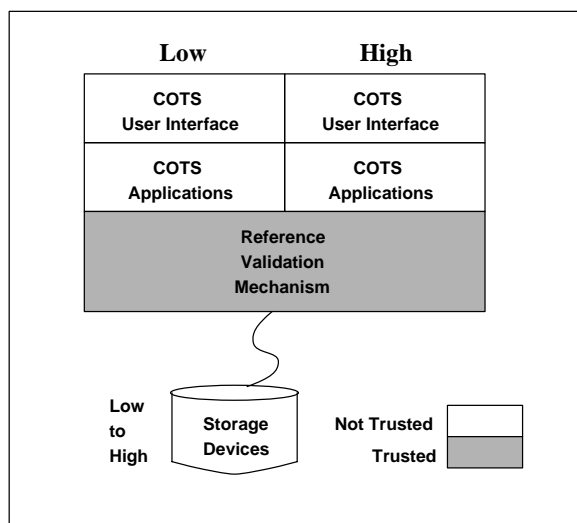 Low
High
COTS
User Interface
COTS
User Interface
COTS
Applications
COTS
Applications
Reference
Validation
Mechanism
Low
to
High
Storage
Devices
Not Trusted
Trusted